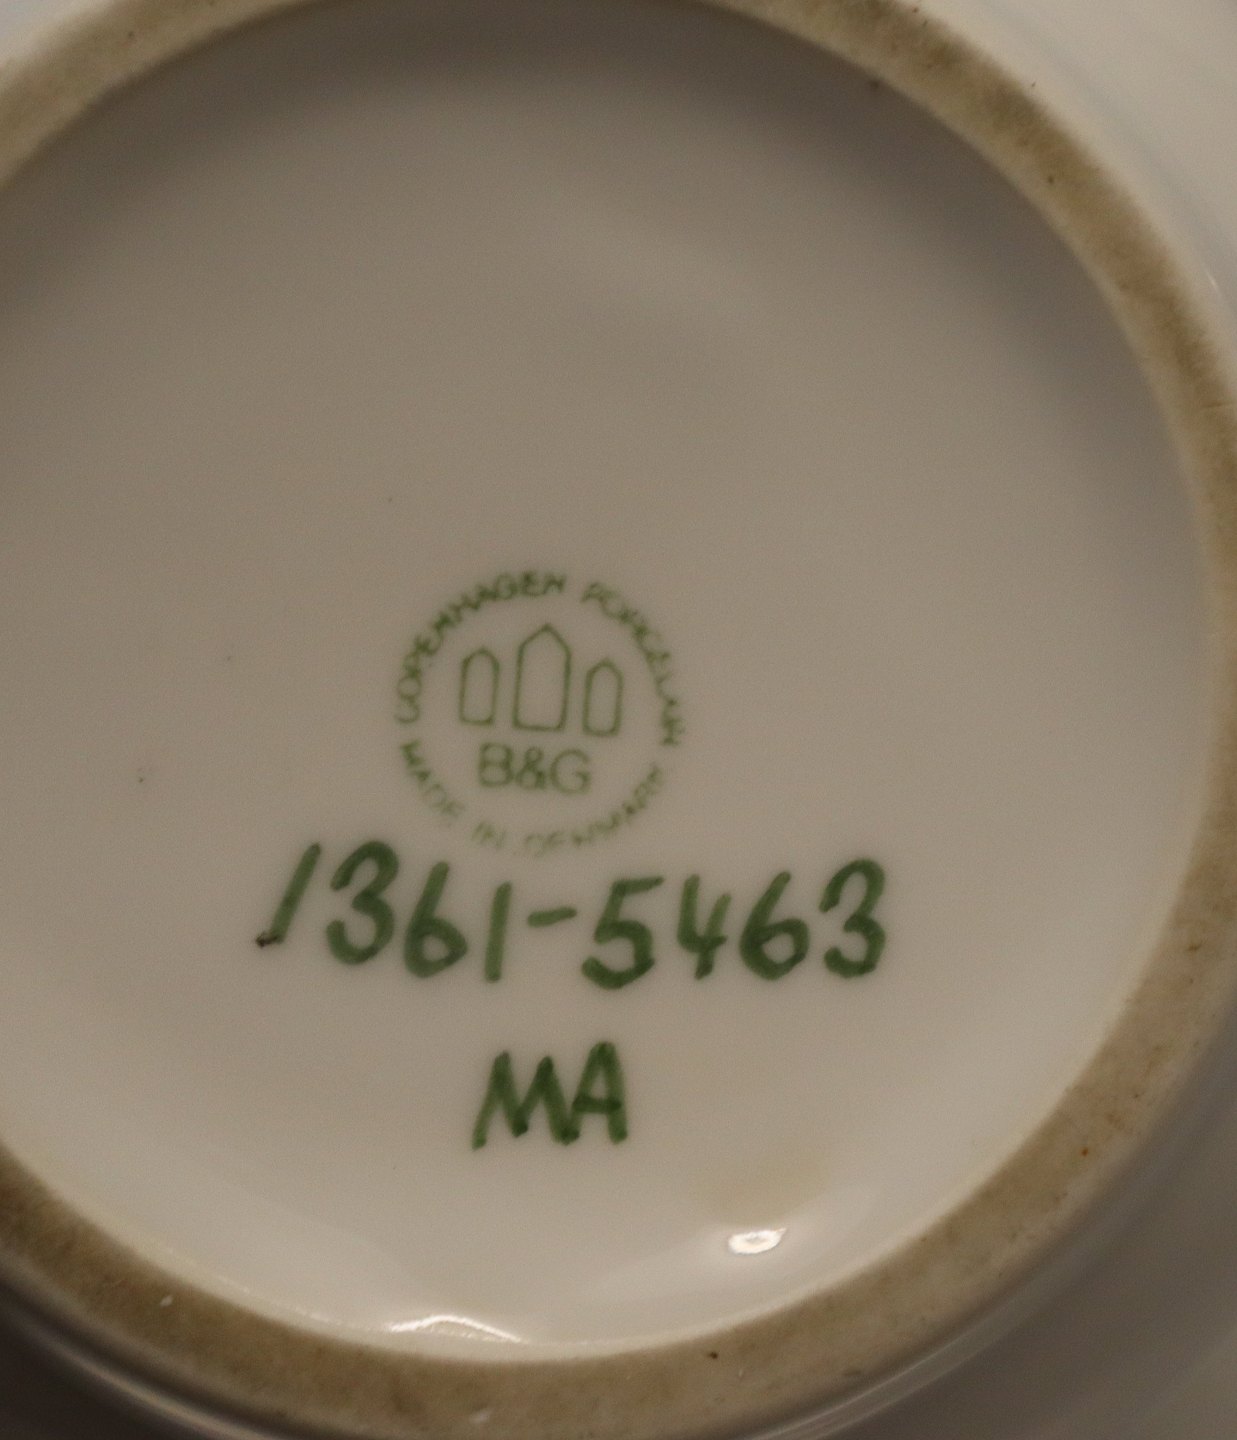 COPENHAGEN PORCELAIN
B&G
MADE IN DENMARK
1361-5463
MA